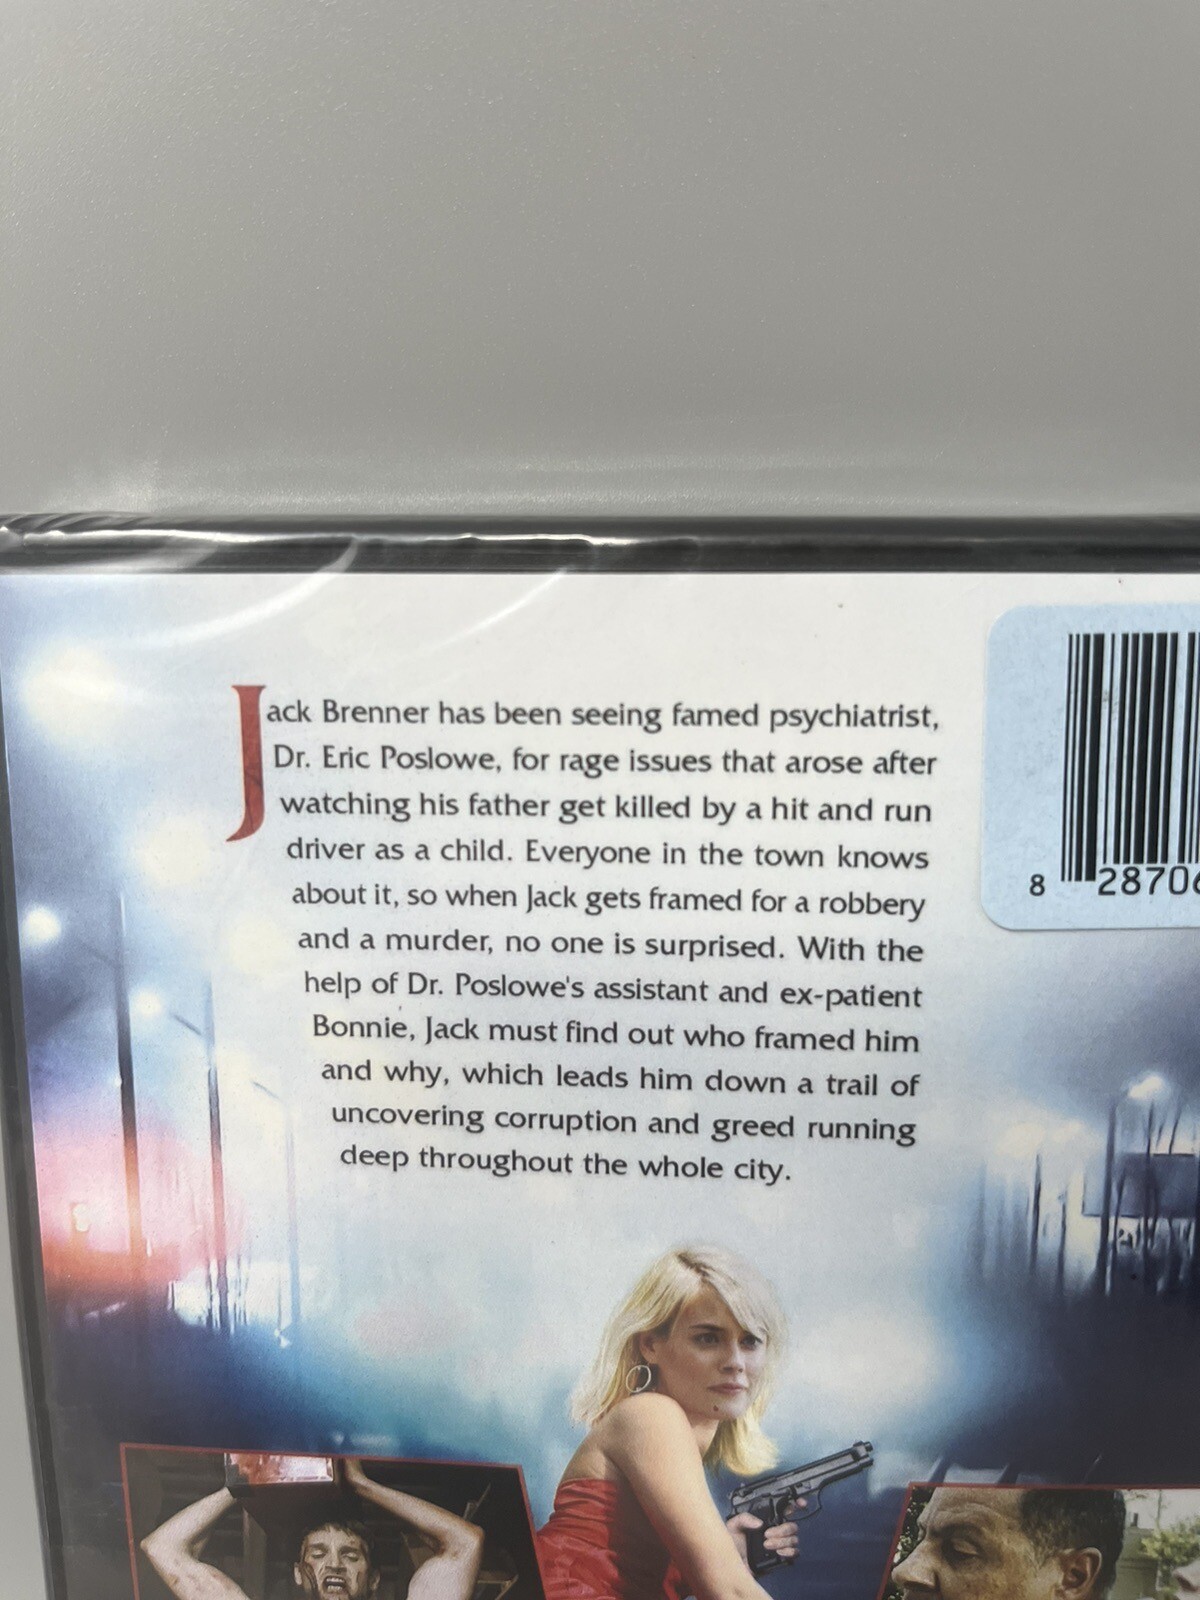 Jack Brenner has been seeing famed psychiatrist,
Dr. Eric Poslowe, for rage issues that arose after
watching his father get killed by a hit and run
driver as a child. Everyone in the town knows
about it, so when Jack gets framed for a robbery
and a murder, no one is surprised. With the
help of Dr. Poslowe's assistant and ex-patient
Bonnie, Jack must find out who framed him
and why, which leads him down a trail of
uncovering corruption and greed running
deep throughout the whole city.
8 28706